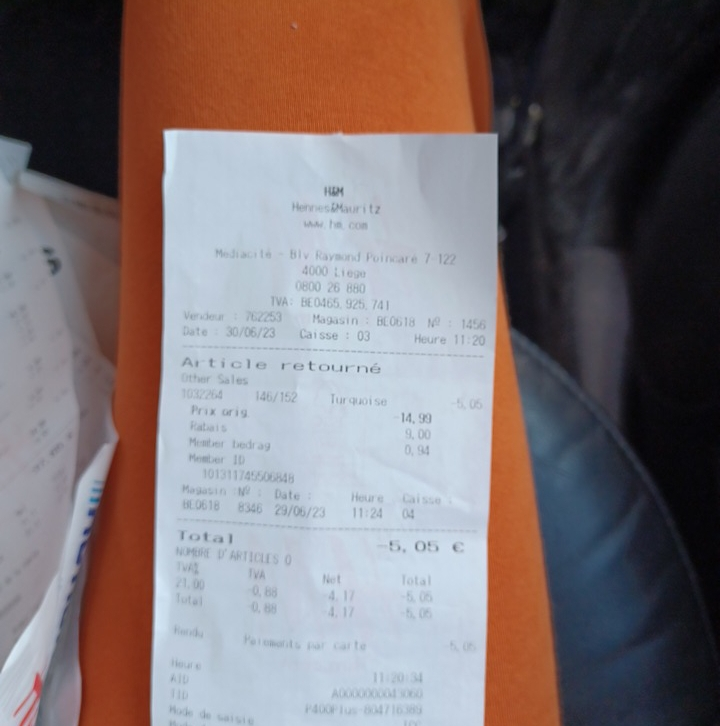 H&M
Hennes&Mauritz
www.hm.com
Mediacité - Blv Raymond Poincaré 7-122
4000 Liège
0800 26 880
TVA: BE0465.925.741
Vendeur : 762253 Magasin : BE0618 Nº : 1456
Date : 30/06/23 Caisse : 03 Heure 11:20
Article retourné
Other Sales
1032264 146/152 Turquoise -5,05
Prix orig. -14,99
Rabais 9,00
Member bedrag 0,94
Member ID
101311745506848
Magasin :Nº : Date : Heure Caisse :
BE0618 8346 29/06/23 11:24 04
Total -5,05 €
NOMBRE D'ARTICLES 0
TVA% TVA Net Total
21,00 -0,88 -4,17 -5,05
Total -0,88 -4,17 -5,05
Rendu Paiements par carte 5,05
Heure 11:20:34
AID A0000000043060
TID P400Plus-804716389
Mode de saisie